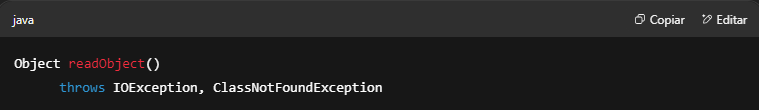 java Copiar Editar
Object readObject()
throws IOException, ClassNotFoundException